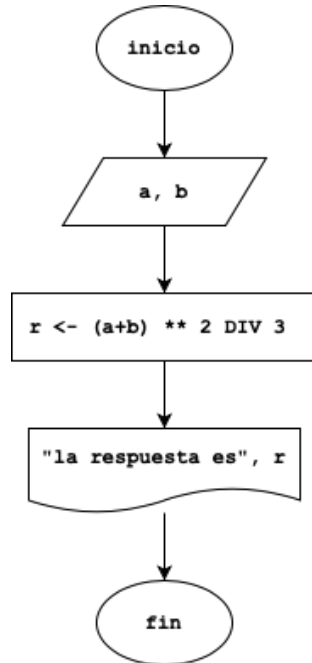 inicio
a, b
r <- (a+b) ** 2 DIV 3
"la respuesta es", r
fin